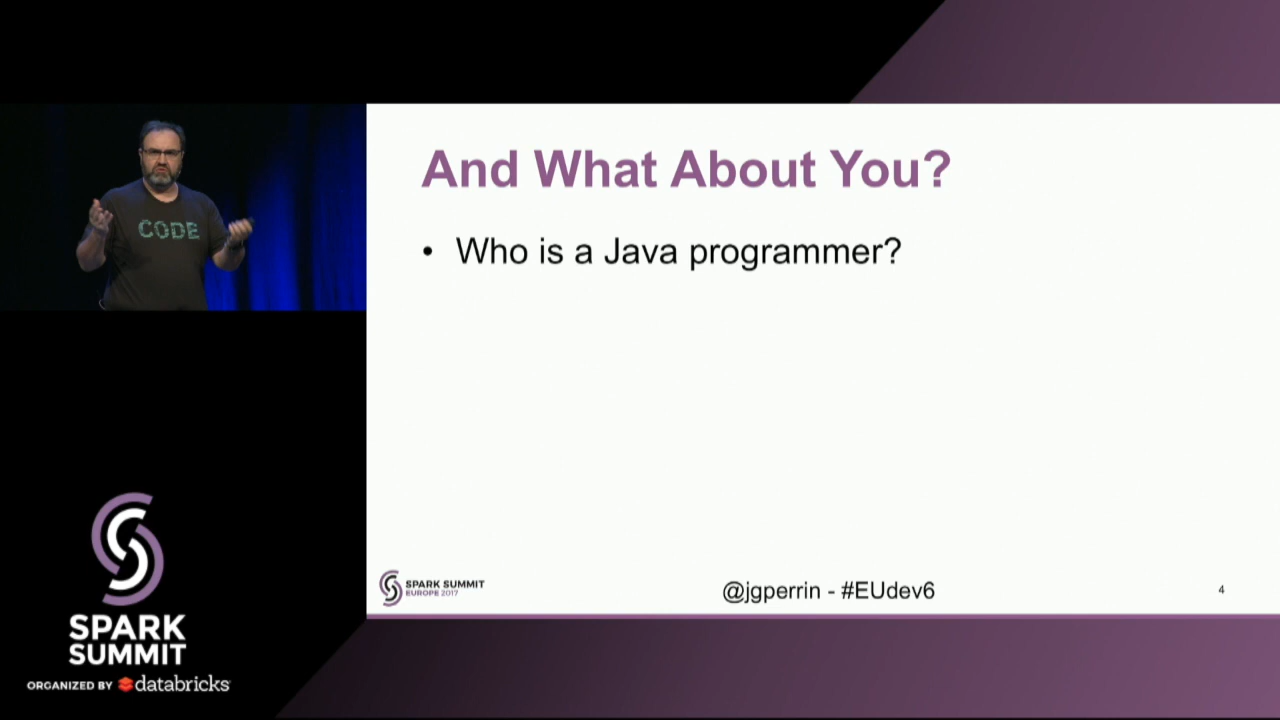 And What About You?
• Who is a Java programmer?
CODE
SPARK SUMMIT
EUROPE 2017
@jgperrin - #EUdev6
4
SPARK
SUMMIT
ORGANIZED BY databricks